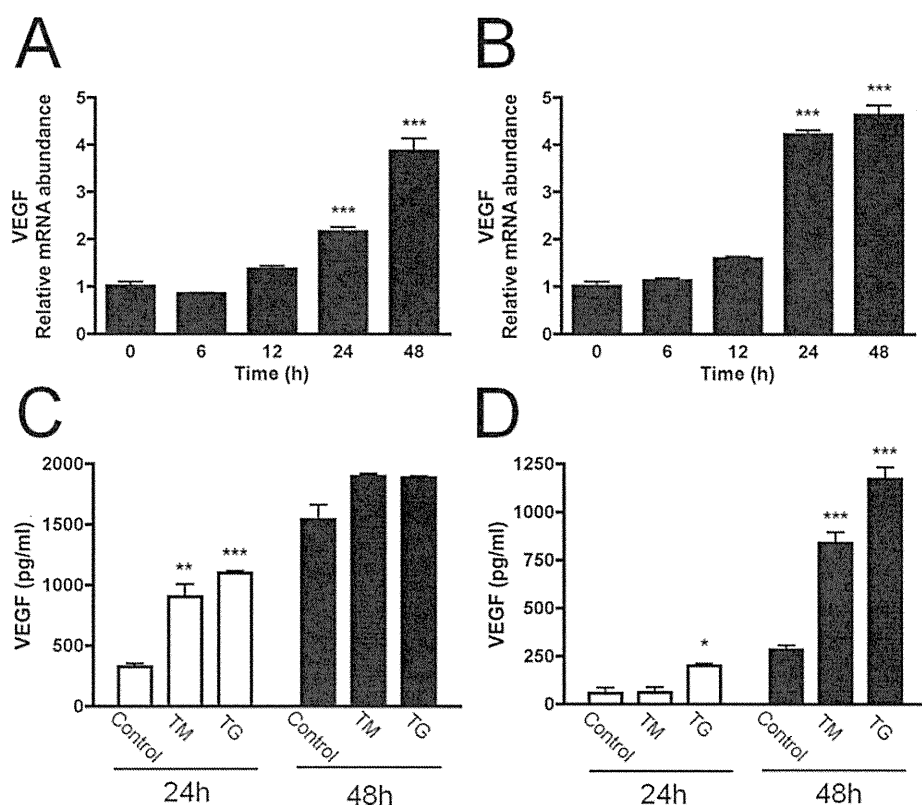 A
B
VEGF
Relative mRNA abundance
5
4
3
2
1
0
***
***
0 6 12 24 48
Time (h)
VEGF
Relative mRNA abundance
5
4
3
2
1
0
***
***
0 6 12 24 48
Time (h)
C
D
VEGF (pg/ml)
2000
1500
1000
500
0
**
***
Control TM TG Control TM TG
24h 48h
VEGF (pg/ml)
1250
1000
750
500
250
0
*
***
***
Control TM TG Control TM TG
24h 48h